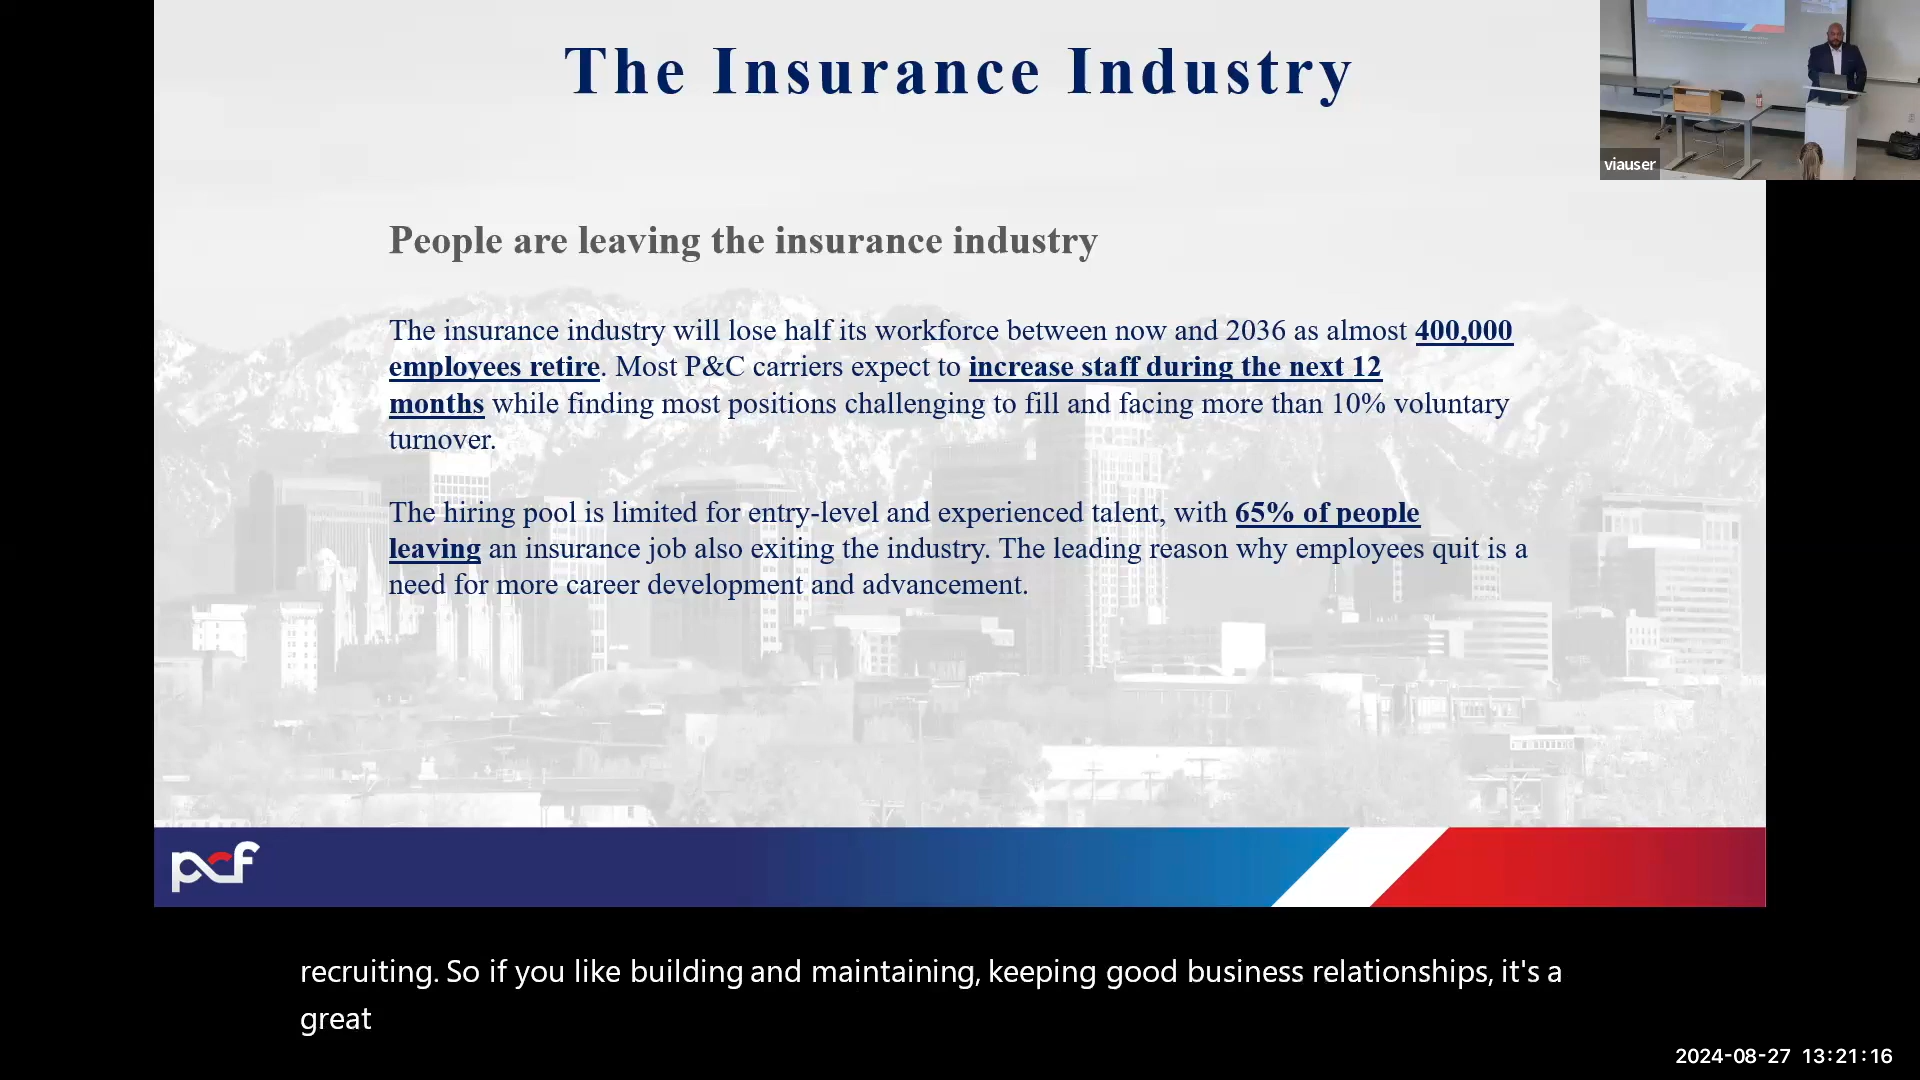 The Insurance Industry
viauser
People are leaving the insurance industry
The insurance industry will lose half its workforce between now and 2036 as almost 400,000
employees retire. Most P&C carriers expect to increase staff during the next 12
months while finding most positions challenging to fill and facing more than 10% voluntary
turnover.
The hiring pool is limited for entry-level and experienced talent, with 65% of people
leaving an insurance job also exiting the industry. The leading reason why employees quit is a
need for more career development and advancement.
pcf
recruiting. So if you like building and maintaining, keeping good business relationships, it's a
great
2024-08-27 13:21:16